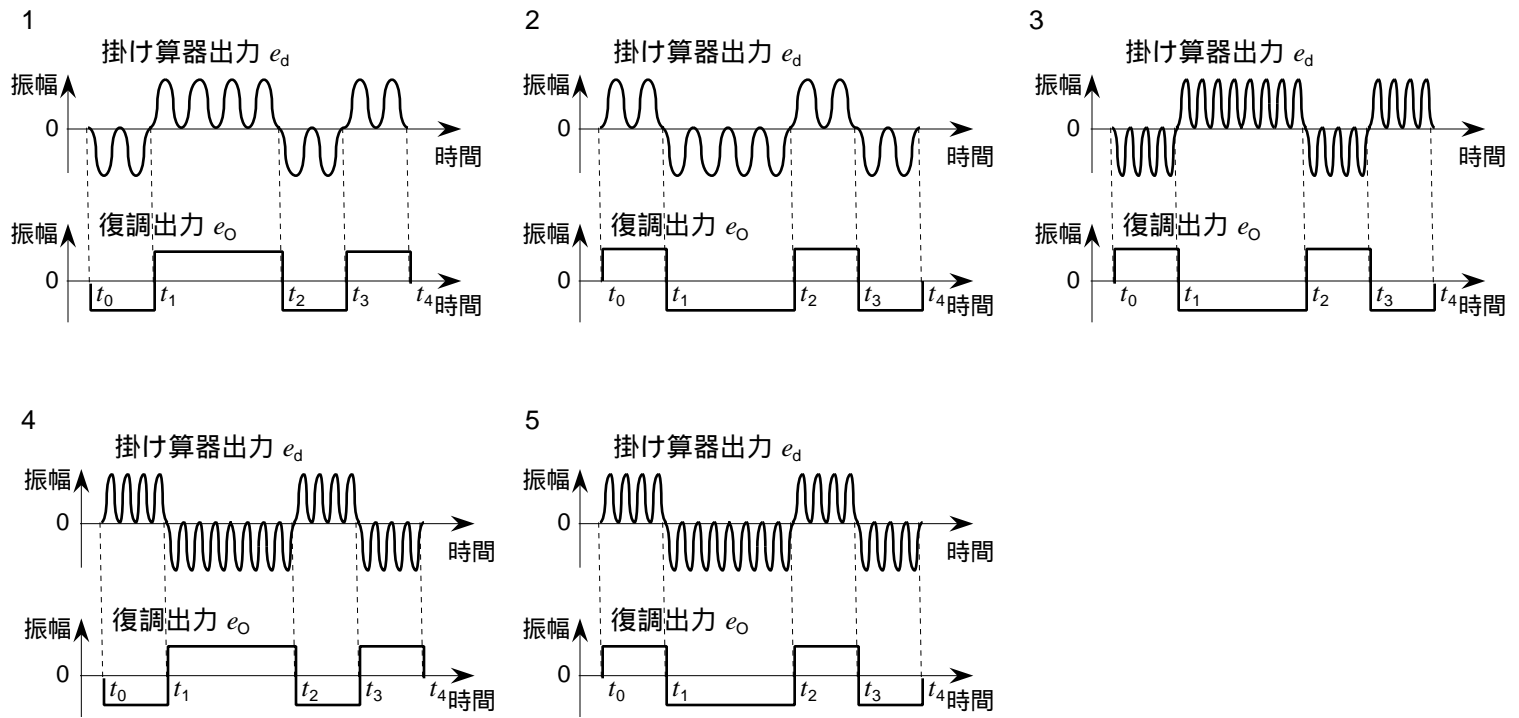 1
掛け算器出力 ed
振幅
0
時間
復調出力 eO
振幅
0
t0 t1 t2 t3 t4 時間
2
掛け算器出力 ed
振幅
0
時間
復調出力 eO
振幅
0
t0 t1 t2 t3 t4 時間
3
掛け算器出力 ed
振幅
0
時間
復調出力 eO
振幅
0
t0 t1 t2 t3 t4 時間
4
掛け算器出力 ed
振幅
0
時間
復調出力 eO
振幅
0
t0 t1 t2 t3 t4 時間
5
掛け算器出力 ed
振幅
0
時間
復調出力 eO
振幅
0
t0 t1 t2 t3 t4 時間